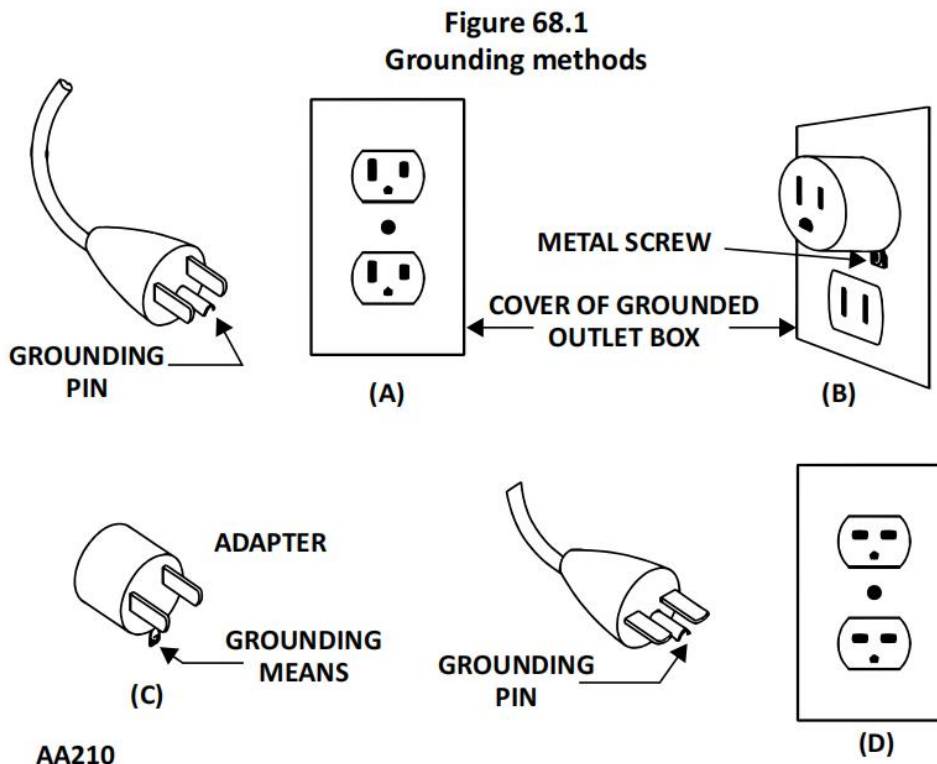 Figure 68.1
Grounding methods
METAL SCREW
COVER OF GROUNDED
OUTLET BOX
GROUNDING
PIN
(A)
(B)
ADAPTER
GROUNDING
MEANS
(C)
GROUNDING
PIN
(D)
AA210